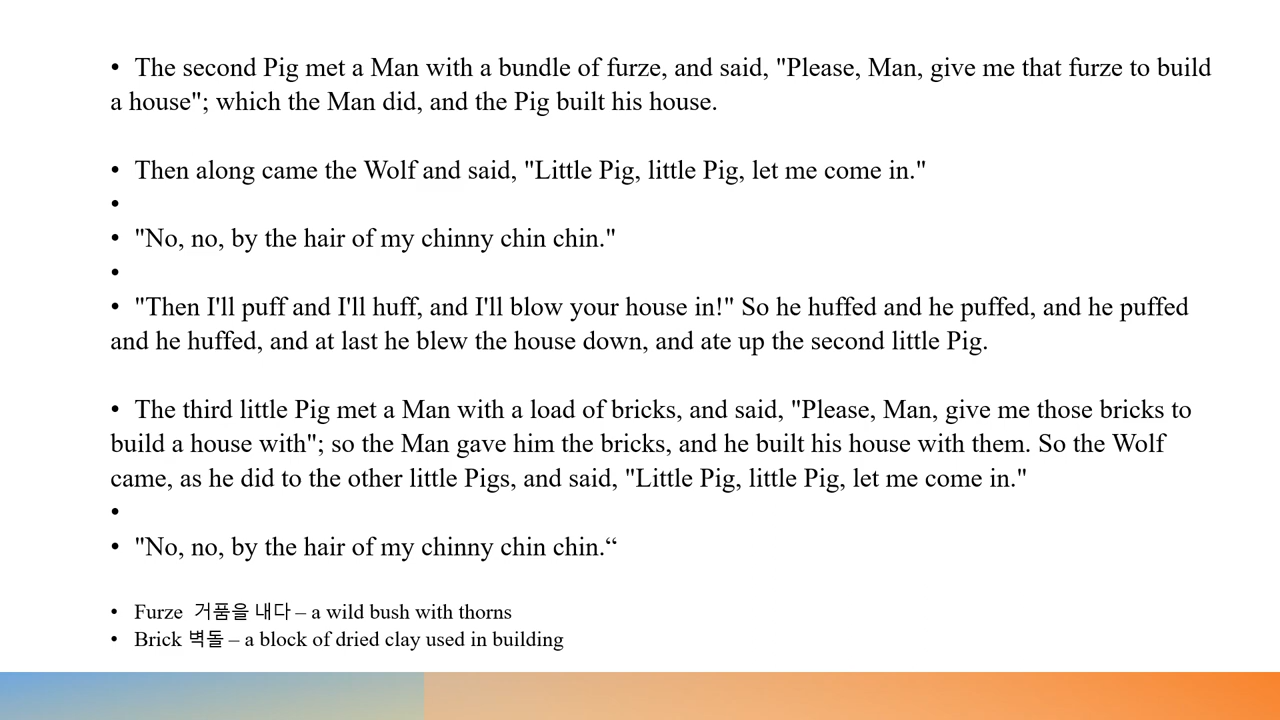 • The second Pig met a Man with a bundle of furze, and said, "Please, Man, give me that furze to build
a house"; which the Man did, and the Pig built his house.
• Then along came the Wolf and said, "Little Pig, little Pig, let me come in."
•
• "No, no, by the hair of my chinny chin chin."
•
• "Then I'll puff and I'll huff, and I'll blow your house in!" So he huffed and he puffed, and he puffed
and he huffed, and at last he blew the house down, and ate up the second little Pig.
• The third little Pig met a Man with a load of bricks, and said, "Please, Man, give me those bricks to
build a house with"; so the Man gave him the bricks, and he built his house with them. So the Wolf
came, as he did to the other little Pigs, and said, "Little Pig, little Pig, let me come in."
•
• "No, no, by the hair of my chinny chin chin.“
• Furze 거품을 내다 – a wild bush with thorns
• Brick 벽돌 – a block of dried clay used in building